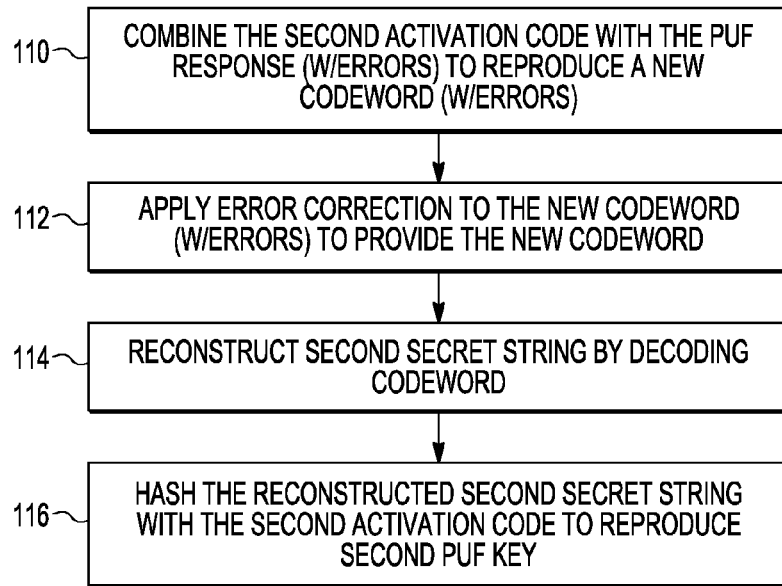 110
COMBINE THE SECOND ACTIVATION CODE WITH THE PUF
RESPONSE (W/ERRORS) TO REPRODUCE A NEW
CODEWORD (W/ERRORS)
112
APPLY ERROR CORRECTION TO THE NEW CODEWORD
(W/ERRORS) TO PROVIDE THE NEW CODEWORD
114
RECONSTRUCT SECOND SECRET STRING BY DECODING
CODEWORD
116
HASH THE RECONSTRUCTED SECOND SECRET STRING
WITH THE SECOND ACTIVATION CODE TO REPRODUCE
SECOND PUF KEY